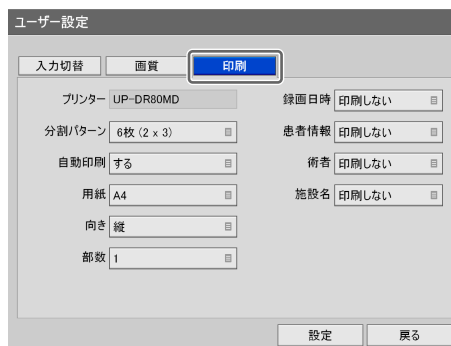 ユーザー設定
入力切替 画質 印刷
プリンター UP-DR80MD 録画日時 印刷しない
分割パターン 6枚 (2 x 3) 患者情報 印刷しない
自動印刷 する 術者 印刷しない
用紙 A4 施設名 印刷しない
向き 縦
部数 1
設定 戻る